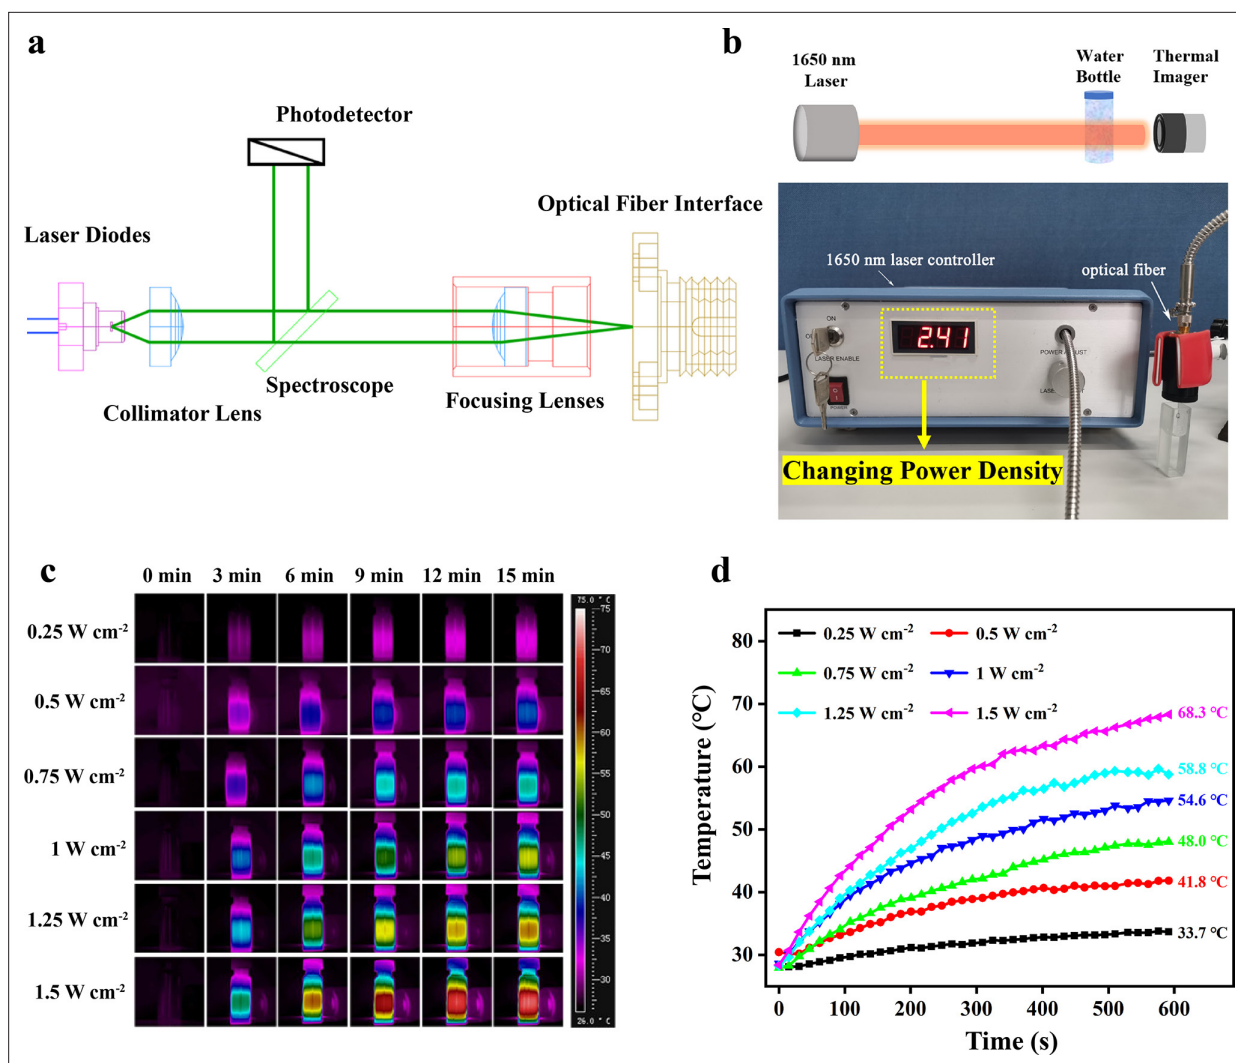 a
Photodetector
Optical Fiber Interface
Laser Diodes
Spectroscope
Collimator Lens
Focusing Lenses
b
1650 nm
Laser
Water
Bottle
Thermal
Imager
1650 nm laser controller
optical fiber
ON
LASER ENABLE
2.41
POWER
Changing Power Density
c
0 min 3 min 6 min 9 min 12 min 15 min
0.25 W cm⁻²
0.5 W cm⁻²
0.75 W cm⁻²
1 W cm⁻²
1.25 W cm⁻²
1.5 W cm⁻²
75.0 ° C
75
70
65
60
55
50
45
40
35
30
26.0 ° C
d
0.25 W cm⁻² 0.5 W cm⁻²
0.75 W cm⁻² 1 W cm⁻²
1.25 W cm⁻² 1.5 W cm⁻²
68.3 °C
58.8 °C
54.6 °C
48.0 °C
41.8 °C
33.7 °C
Temperature (°C)
80
70
60
50
40
30
0 100 200 300 400 500 600
Time (s)